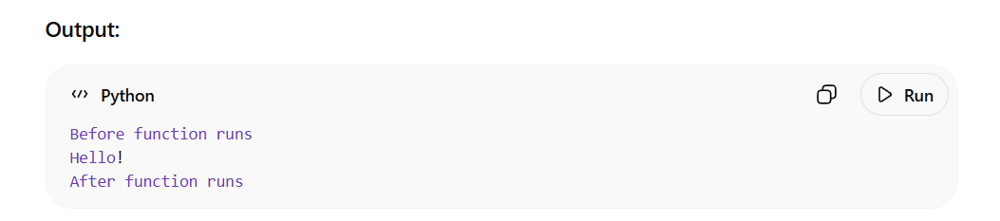 Output:
Python
Run
Before function runs
Hello!
After function runs